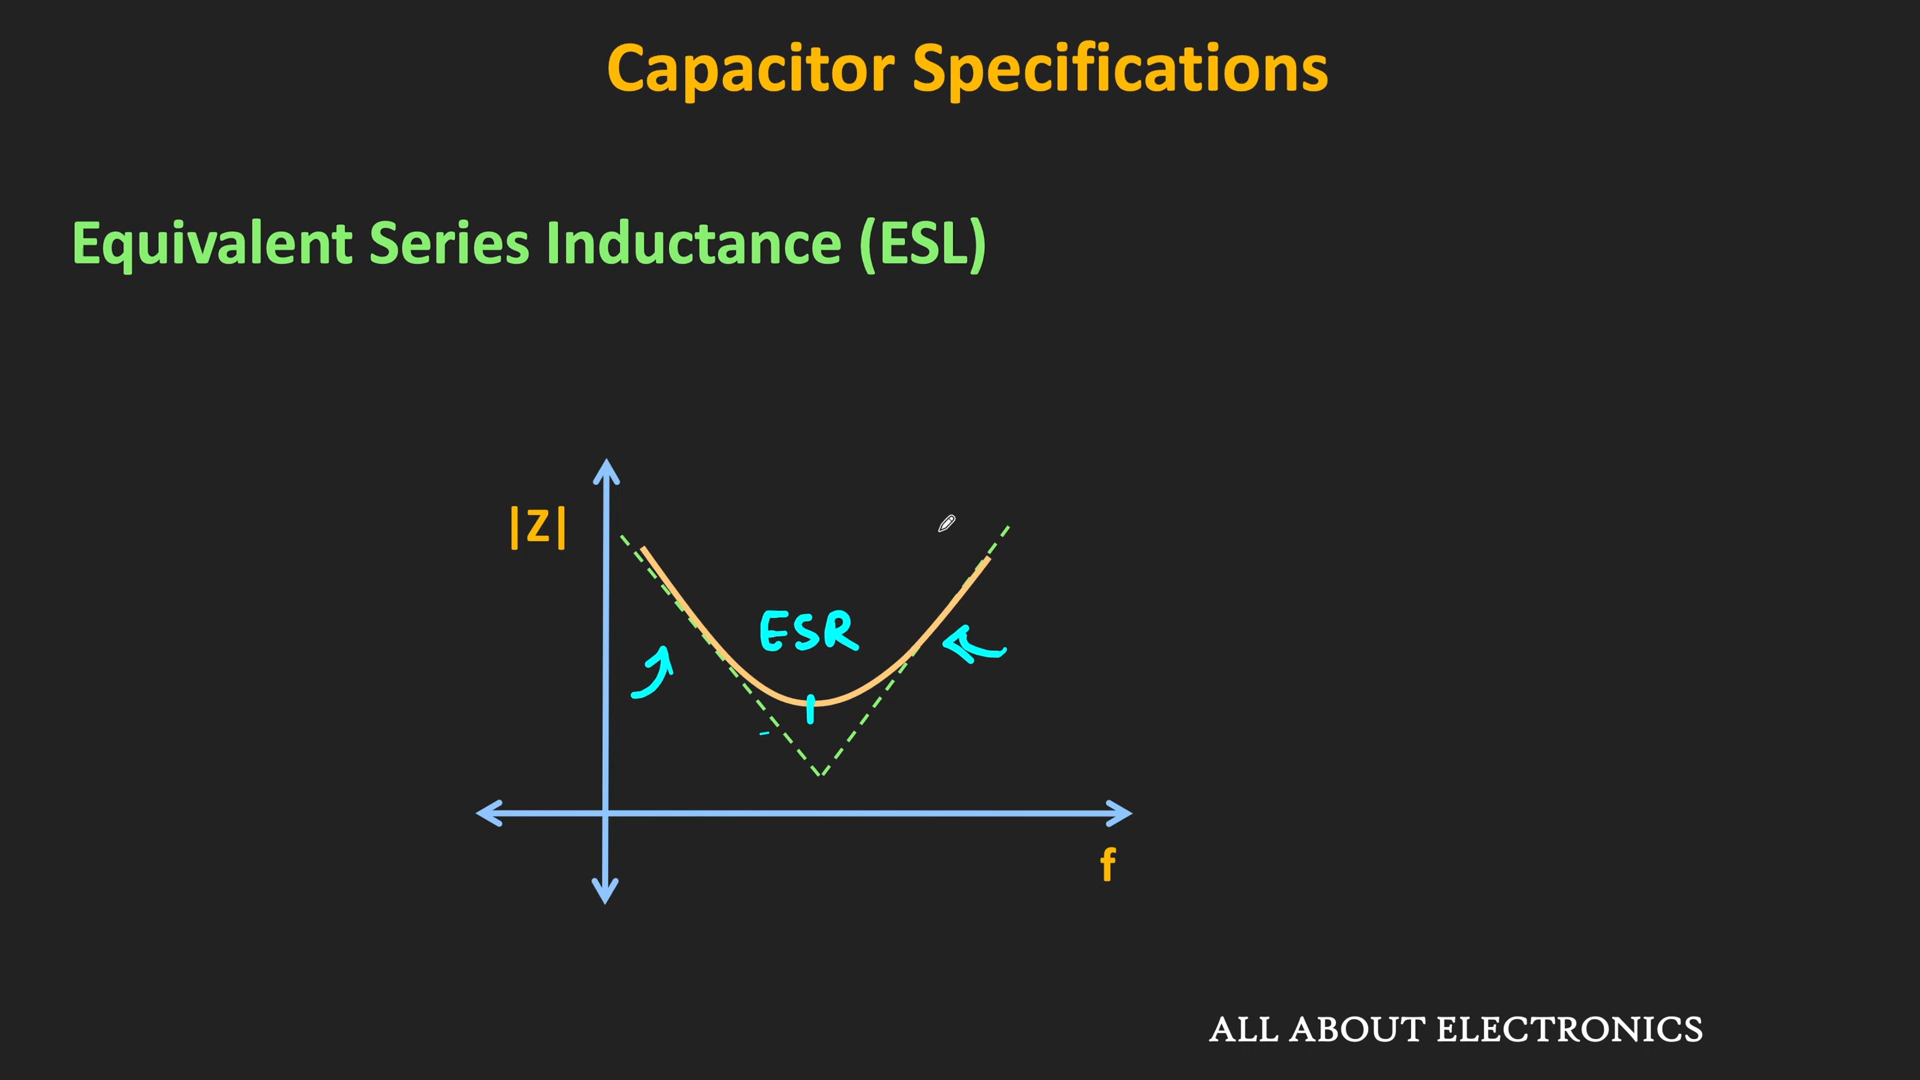 Capacitor Specifications
Equivalent Series Inductance (ESL)
|Z|
ESR
f
ALL ABOUT ELECTRONICS